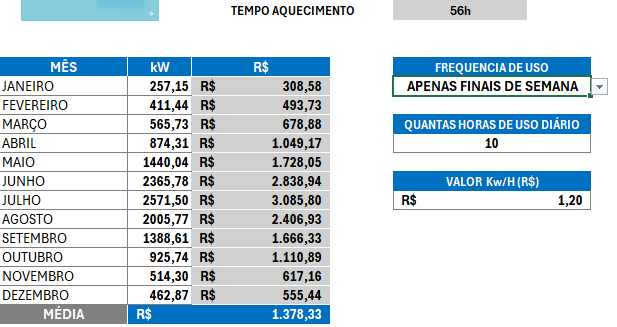 TEMPO AQUECIMENTO 56h
MÊS kW R$
JANEIRO 257,15 R$ 308,58
FEVEREIRO 411,44 R$ 493,73
MARÇO 565,73 R$ 678,88
ABRIL 874,31 R$ 1.049,17
MAIO 1440,04 R$ 1.728,05
JUNHO 2365,78 R$ 2.838,94
JULHO 2571,50 R$ 3.085,80
AGOSTO 2005,77 R$ 2.406,93
SETEMBRO 1388,61 R$ 1.666,33
OUTUBRO 925,74 R$ 1.110,89
NOVEMBRO 514,30 R$ 617,16
DEZEMBRO 462,87 R$ 555,44
MÉDIA R$ 1.378,33
FREQUENCIA DE USO
APENAS FINAIS DE SEMANA
QUANTAS HORAS DE USO DIÁRIO
10
VALOR Kw/H (R$)
R$ 1,20